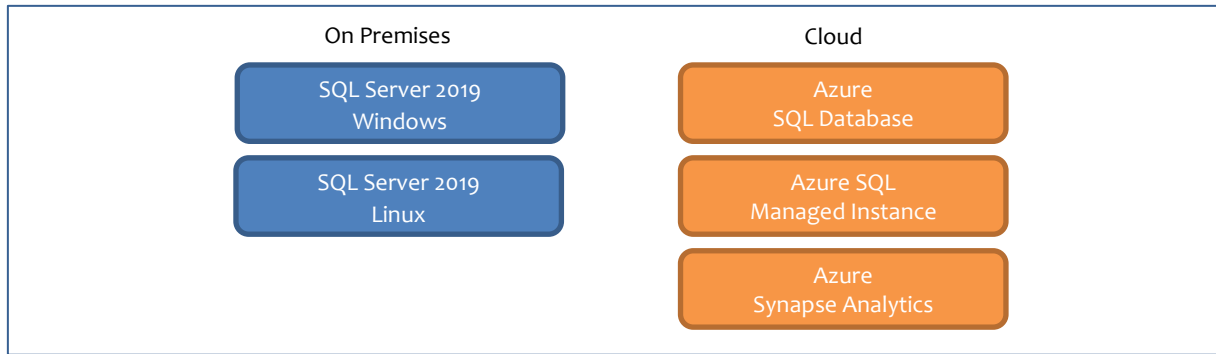 On Premises
SQL Server 2019
Windows
SQL Server 2019
Linux
Cloud
Azure
SQL Database
Azure SQL
Managed Instance
Azure
Synapse Analytics